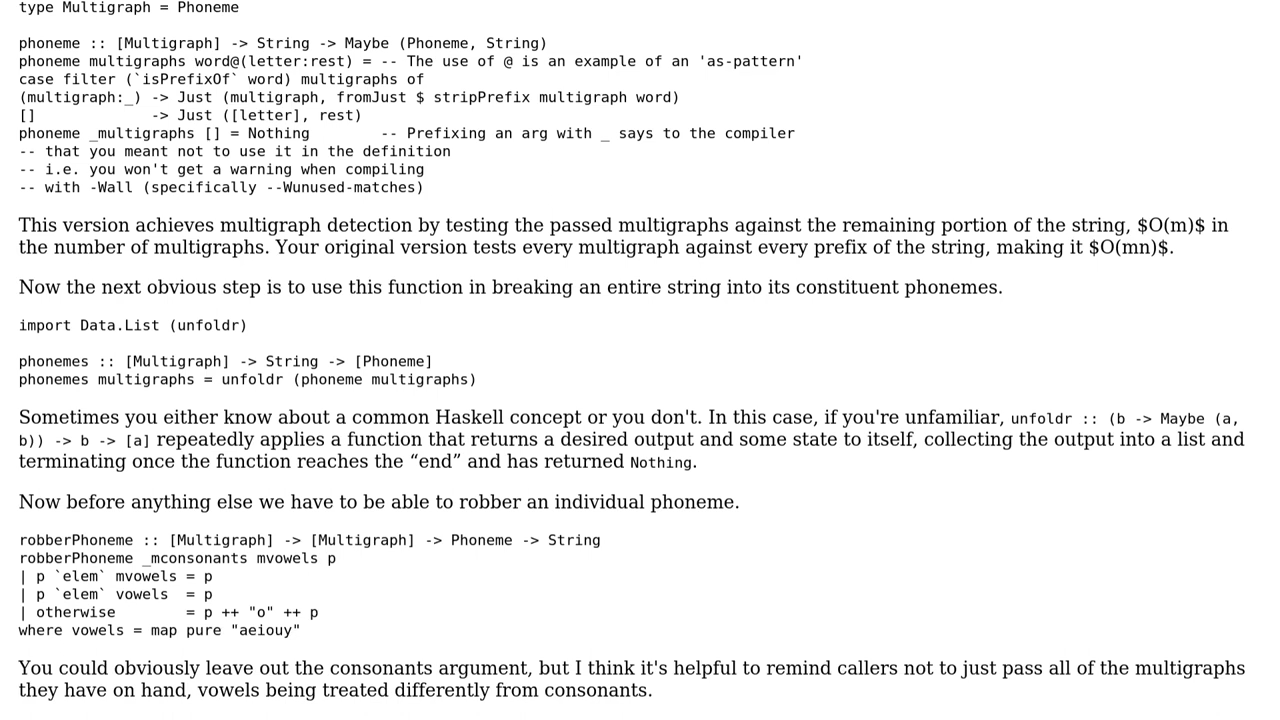 type Multigraph = Phoneme
phoneme :: [Multigraph] -> String -> Maybe (Phoneme, String)
phoneme multigraphs word@(letter:rest) = -- The use of @ is an example of an 'as-pattern'
case filter (`isPrefixOf` word) multigraphs of
(multigraph:_) -> Just (multigraph, fromJust $ stripPrefix multigraph word)
[]             -> Just ([letter], rest)
phoneme _multigraphs [] = Nothing        -- Prefixing an arg with _ says to the compiler
-- that you meant not to use it in the definition
-- i.e. you won't get a warning when compiling
-- with -Wall (specifically --Wunused-matches)
This version achieves multigraph detection by testing the passed multigraphs against the remaining portion of the string, $O(m)$ in
the number of multigraphs. Your original version tests every multigraph against every prefix of the string, making it $O(mn)$.
Now the next obvious step is to use this function in breaking an entire string into its constituent phonemes.
import Data.List (unfoldr)
phonemes :: [Multigraph] -> String -> [Phoneme]
phonemes multigraphs = unfoldr (phoneme multigraphs)
Sometimes you either know about a common Haskell concept or you don't. In this case, if you're unfamiliar, unfoldr :: (b -> Maybe (a,
b)) -> b -> [a] repeatedly applies a function that returns a desired output and some state to itself, collecting the output into a list and
terminating once the function reaches the “end” and has returned Nothing.
Now before anything else we have to be able to robber an individual phoneme.
robberPhoneme :: [Multigraph] -> [Multigraph] -> Phoneme -> String
robberPhoneme _mconsonants mvowels p
| p `elem` mvowels = p
| p `elem` vowels  = p
| otherwise        = p ++ "o" ++ p
where vowels = map pure "aeiouy"
You could obviously leave out the consonants argument, but I think it's helpful to remind callers not to just pass all of the multigraphs
they have on hand, vowels being treated differently from consonants.